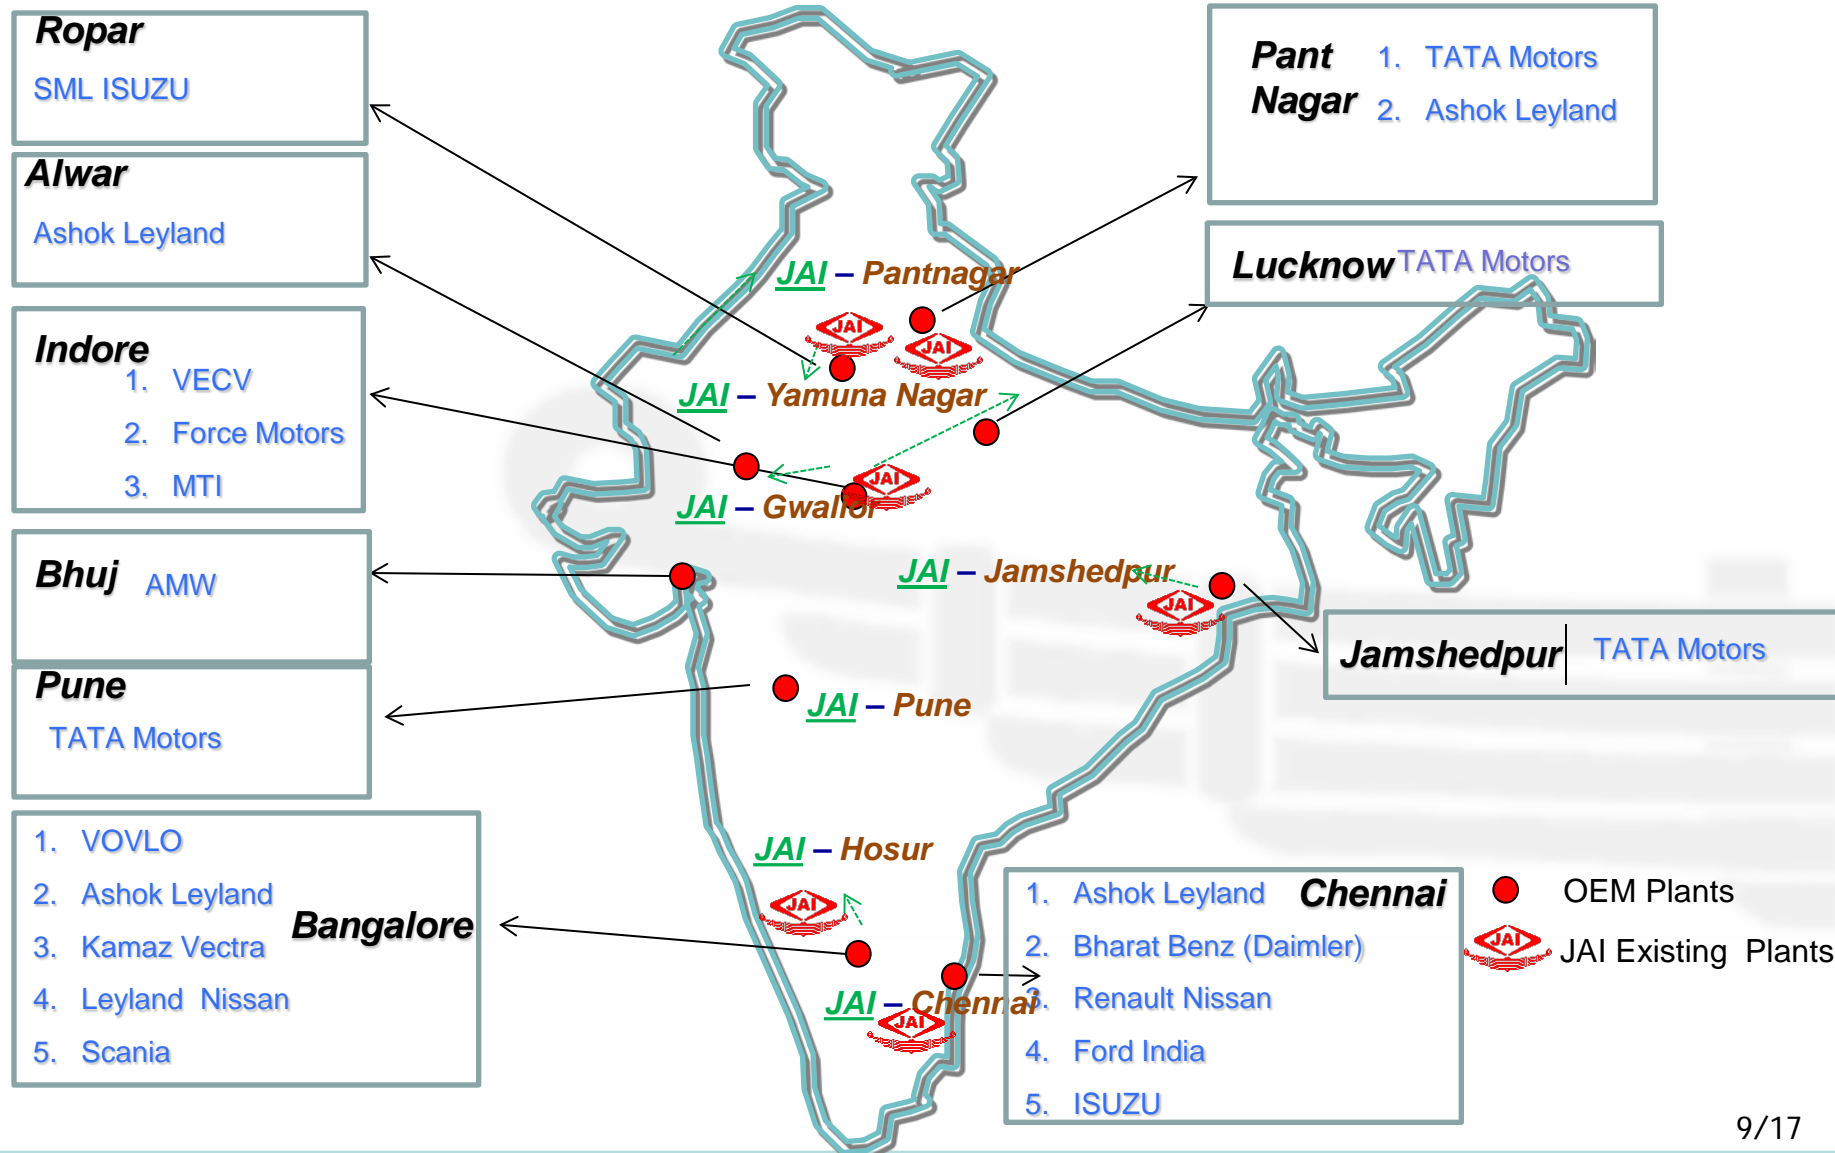 Ropar
SML ISUZU
Alwar
Ashok Leyland
Indore
1. VECV
2. Force Motors
3. MTI
Bhuj AMW
Pune
TATA Motors
1. VOVLO
2. Ashok Leyland
3. Kamaz Vectra
4. Leyland Nissan
5. Scania
Bangalore
JAI – Pantnagar
JAI
JAI
JAI – Yamuna Nagar
JAI
JAI – Gwalior
JAI – Jamshedpur
JAI
JAI – Pune
JAI – Hosur
JAI
JAI – Chennai
JAI
Pant Nagar
1. TATA Motors
2. Ashok Leyland
Lucknow TATA Motors
Jamshedpur TATA Motors
Chennai
1. Ashok Leyland
2. Bharat Benz (Daimler)
3. Renault Nissan
4. Ford India
5. ISUZU
OEM Plants
JAI JAI Existing Plants
9/17